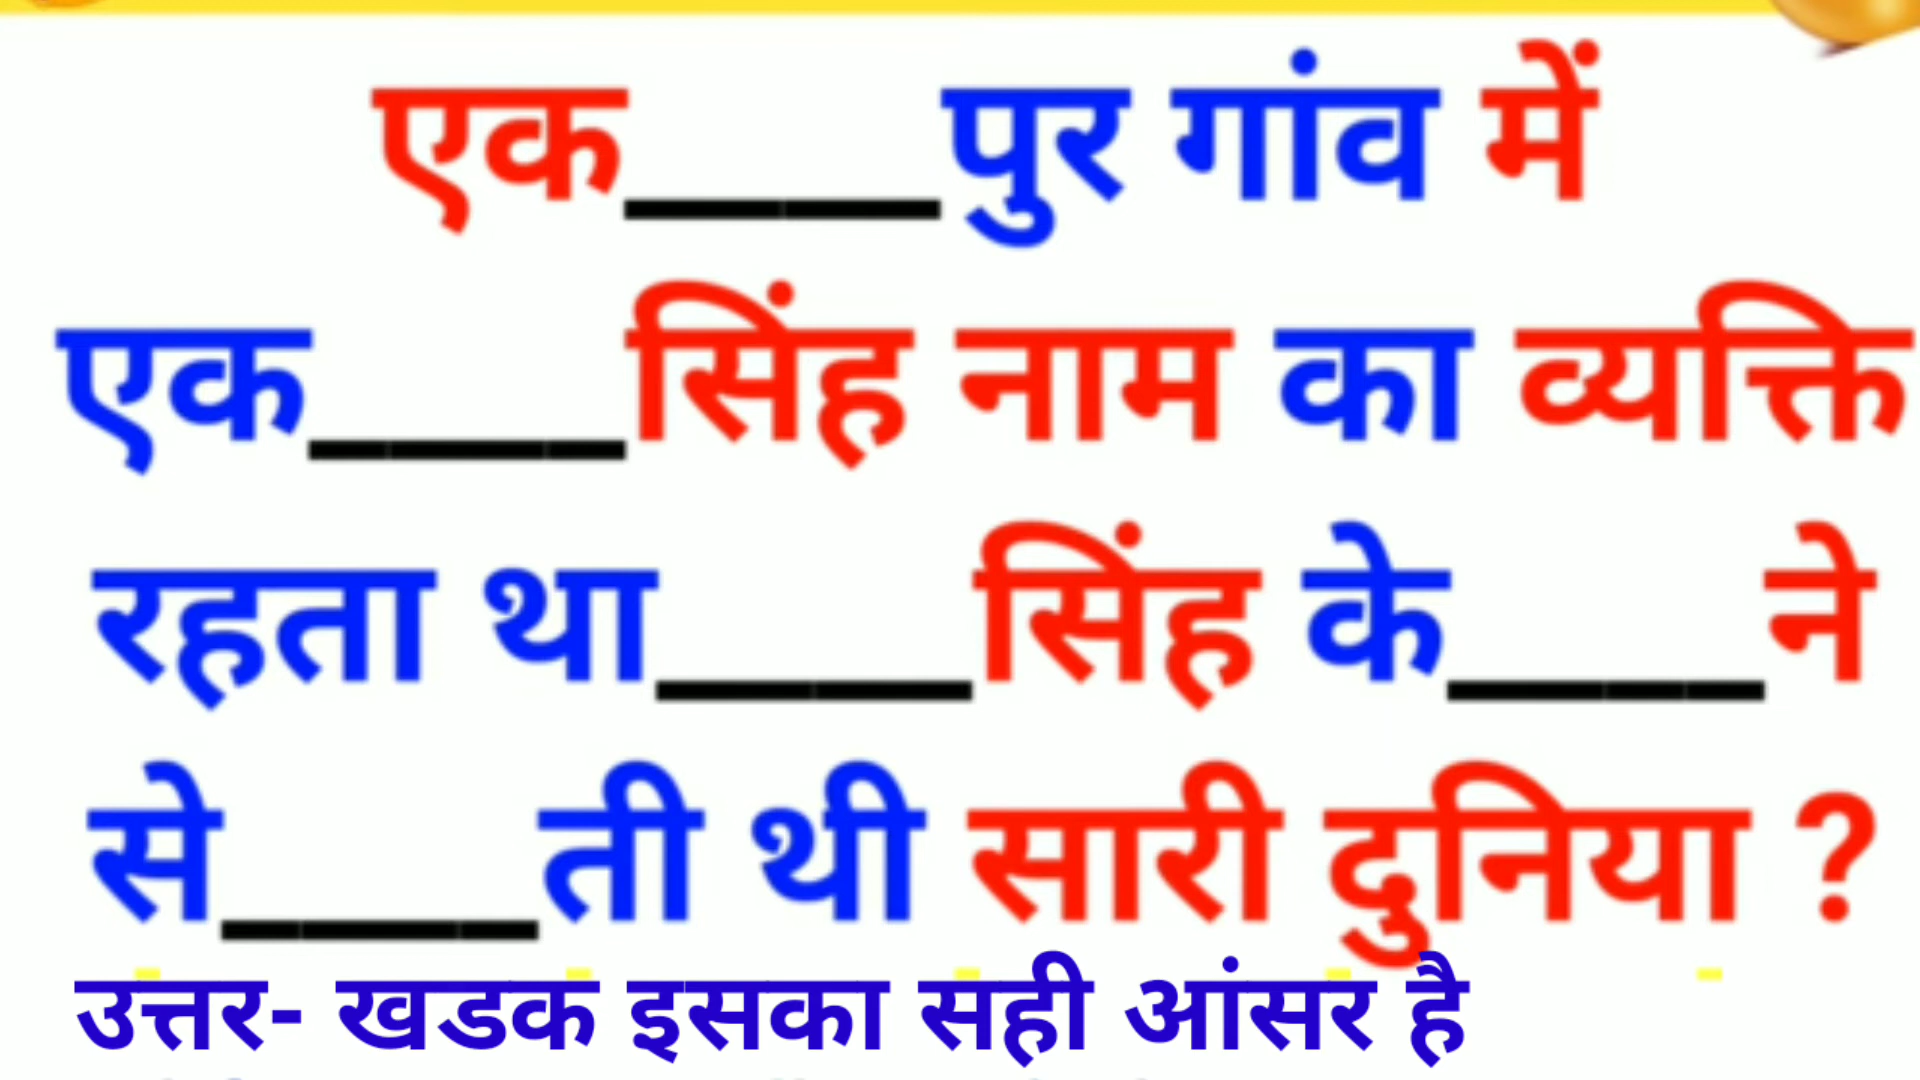 एक____पुर गांव में
एक____सिंह नाम का व्यक्ति
रहता था____सिंह के____ने
से____ती थी सारी दुनिया ?
उत्तर- खडक इसका सही आंसर है